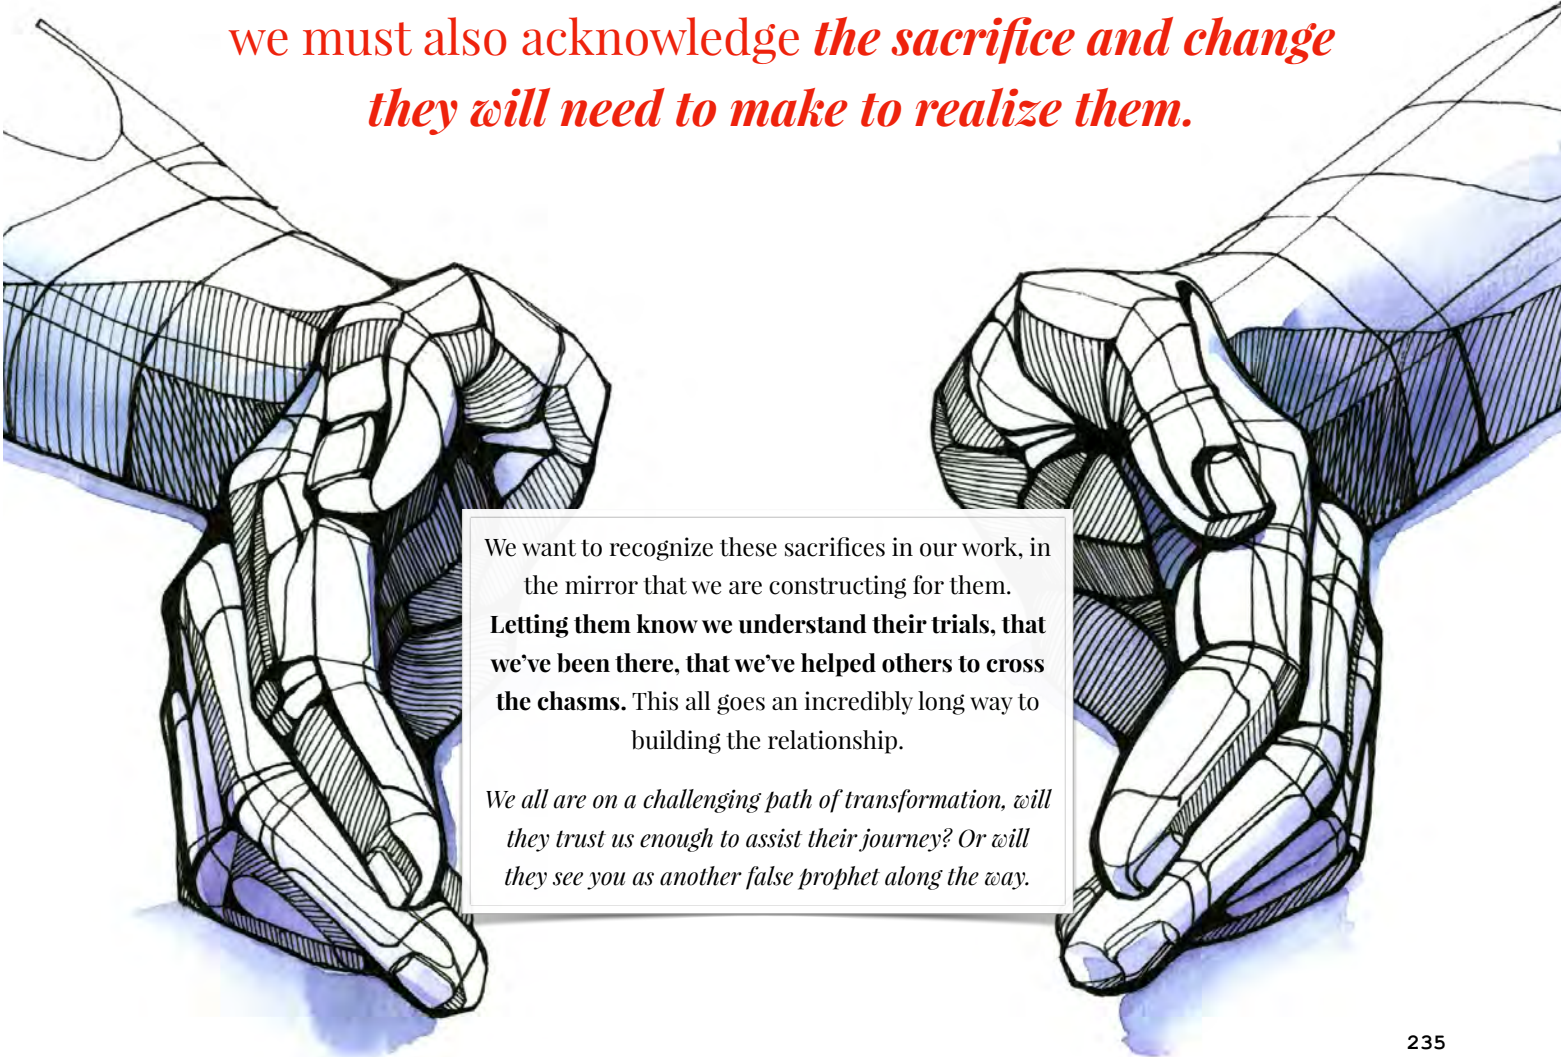 we must also acknowledge the sacrifice and change
they will need to make to realize them.
We want to recognize these sacrifices in our work, in
the mirror that we are constructing for them.
Letting them know we understand their trials, that
we’ve been there, that we’ve helped others to cross
the chasms. This all goes an incredibly long way to
building the relationship.
We all are on a challenging path of transformation, will
they trust us enough to assist their journey? Or will
they see you as another false prophet along the way.
235